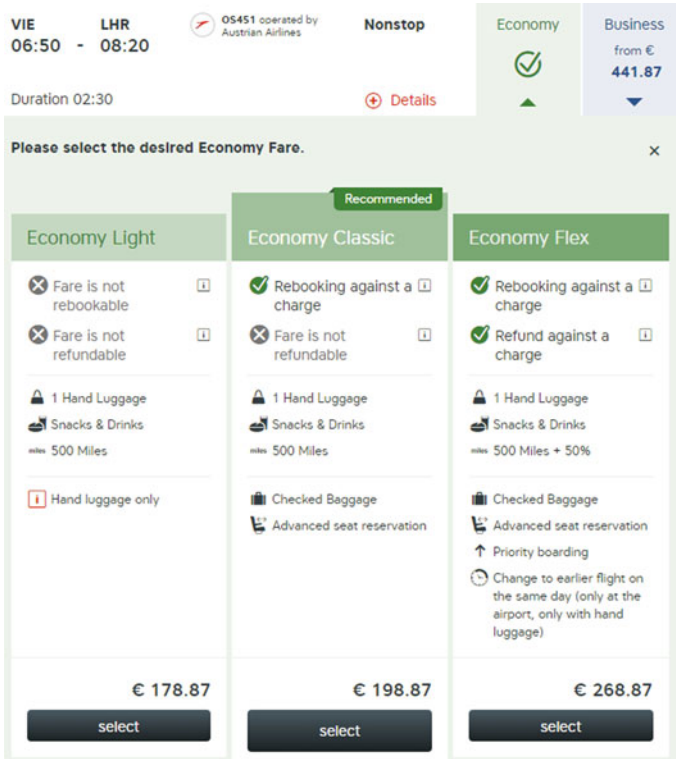 VIE LHR OS451 operated by Nonstop Economy Business
06:50 - 08:20 Austrian Airlines from €
441.87
Duration 02:30 Details
Please select the desired Economy Fare. ×
Recommended
Economy Light
Fare is not
rebookable
Fare is not
refundable
1 Hand Luggage
Snacks & Drinks
miles 500 Miles
i Hand luggage only
€ 178.87
select
Economy Classic
Rebooking against a
charge
Fare is not
refundable
1 Hand Luggage
Snacks & Drinks
miles 500 Miles
Checked Baggage
Advanced seat reservation
€ 198.87
select
Economy Flex
Rebooking against a
charge
Refund against a
charge
1 Hand Luggage
Snacks & Drinks
miles 500 Miles + 50%
Checked Baggage
Advanced seat reservation
Priority boarding
Change to earlier flight on
the same day (only at the
airport, only with hand
luggage)
€ 268.87
select